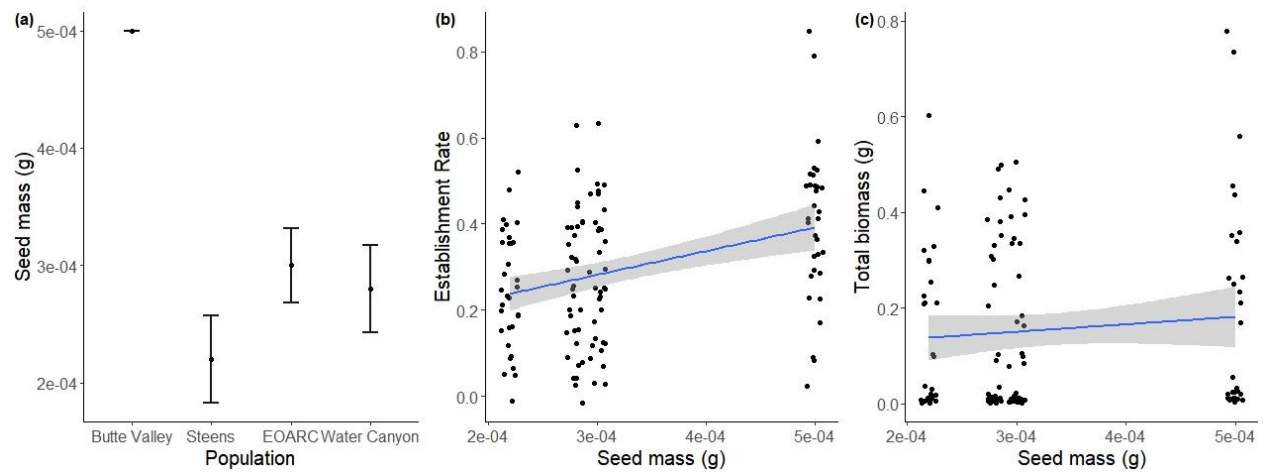 (a)
Seed mass (g)
5e-04
4e-04
3e-04
2e-04
Butte Valley Steens EOARC Water Canyon
Population
(b)
Establishment Rate
0.8
0.6
0.4
0.2
0.0
2e-04 3e-04 4e-04 5e-04
Seed mass (g)
(c)
Total biomass (g)
0.8
0.6
0.4
0.2
0.0
2e-04 3e-04 4e-04 5e-04
Seed mass (g)